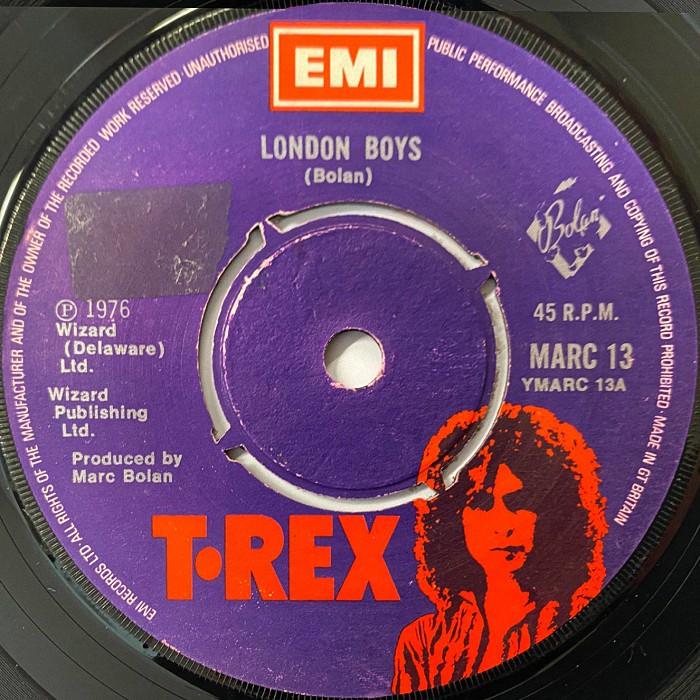 EMI RECORDS LTD·ALL RIGHTS OF THE MANUFACTURER AND OF THE OWNER OF THE RECORDED WORK RESERVED·UNAUTHORISED PUBLIC PERFORMANCE BROADCASTING AND COPYING OF THIS RECORD PROHIBITED·MADE IN GT BRITAIN
EMI
LONDON BOYS
(Bolan)
Bolan
℗ 1976
Wizard
(Delaware)
Ltd.
Wizard
Publishing
Ltd.
Produced by
Marc Bolan
45 R.P.M.
MARC 13
YMARC 13A
T·REX